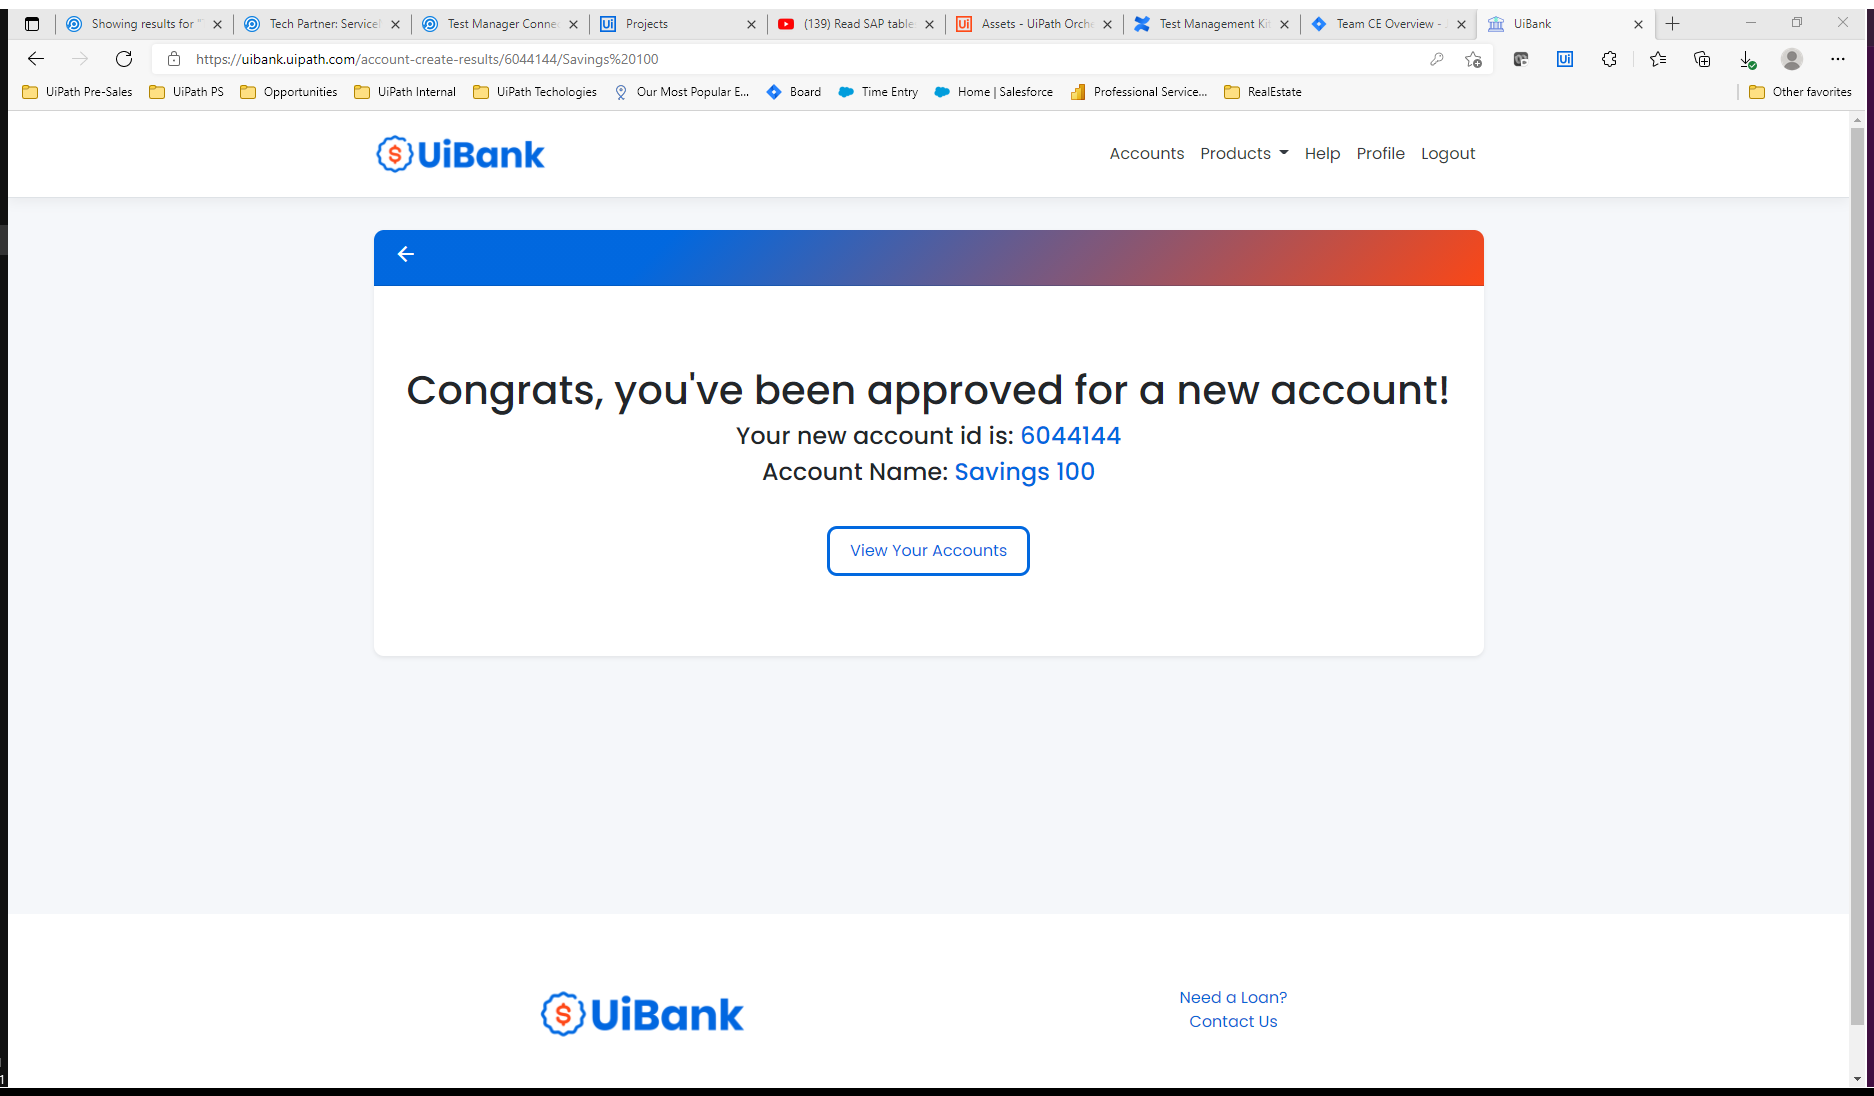 Showing results for "
Tech Partner: Service
Test Manager Conne
Projects
(139) Read SAP table
Assets - UiPath Orch
Test Management Ki
Team CE Overview -
UiBank
https://uibank.uipath.com/account-create-results/6044144/Savings%20100
UiPath Pre-Sales
UiPath PS
Opportunities
UiPath Internal
UiPath Techologies
Our Most Popular E...
Board
Time Entry
Home | Salesforce
Professional Service...
RealEstate
Other favorites
UiBank
Accounts
Products
Help
Profile
Logout
Congrats, you've been approved for a new account!
Your new account id is: 6044144
Account Name: Savings 100
View Your Accounts
UiBank
Need a Loan?
Contact Us